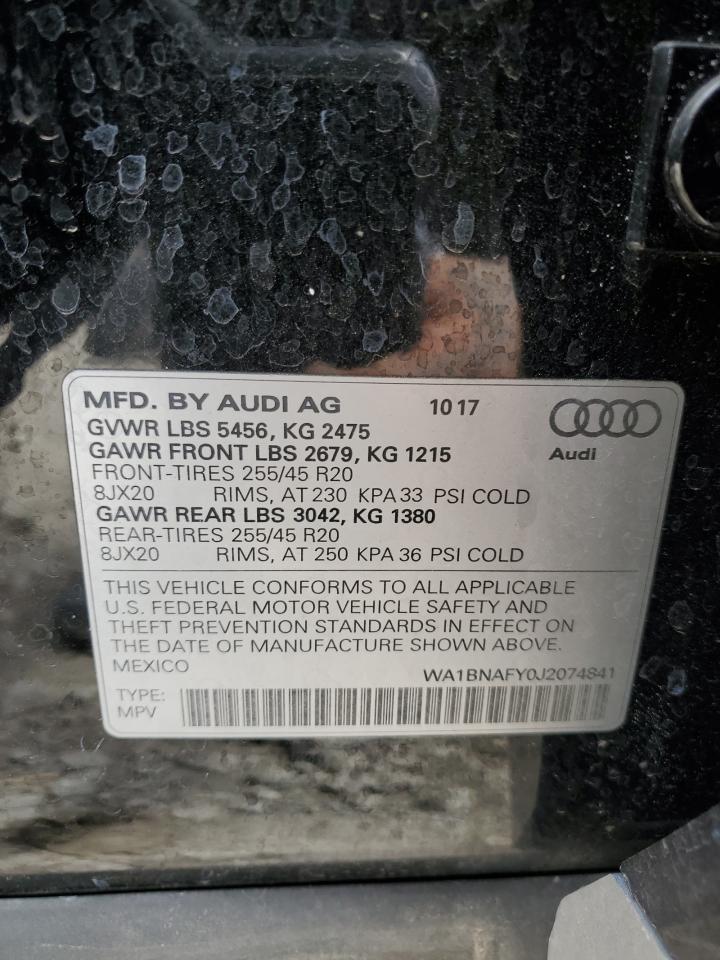 MFD. BY AUDI AG 10 17
GVWR LBS 5456, KG 2475
GAWR FRONT LBS 2679, KG 1215
Audi
FRONT-TIRES 255/45 R20
8JX20 RIMS, AT 230 KPA 33 PSI COLD
GAWR REAR LBS 3042, KG 1380
REAR-TIRES 255/45 R20
8JX20 RIMS, AT 250 KPA 36 PSI COLD
THIS VEHICLE CONFORMS TO ALL APPLICABLE
U.S. FEDERAL MOTOR VEHICLE SAFETY AND
THEFT PREVENTION STANDARDS IN EFFECT ON
THE DATE OF MANUFACTURE SHOWN ABOVE.
MEXICO
WA1BNAFY0J2074841
TYPE:
MPV